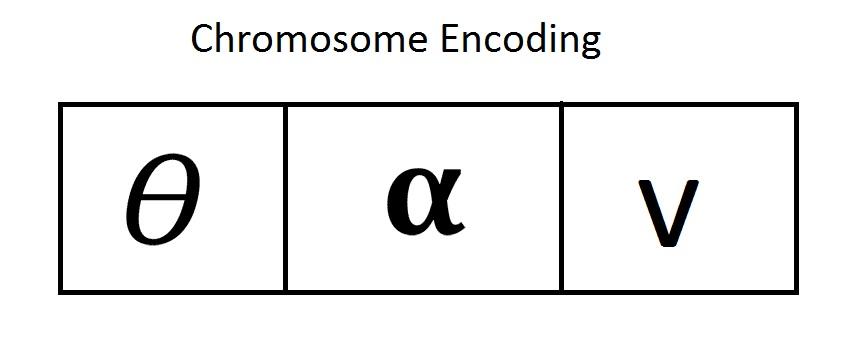 Chromosome Encoding
θ α v